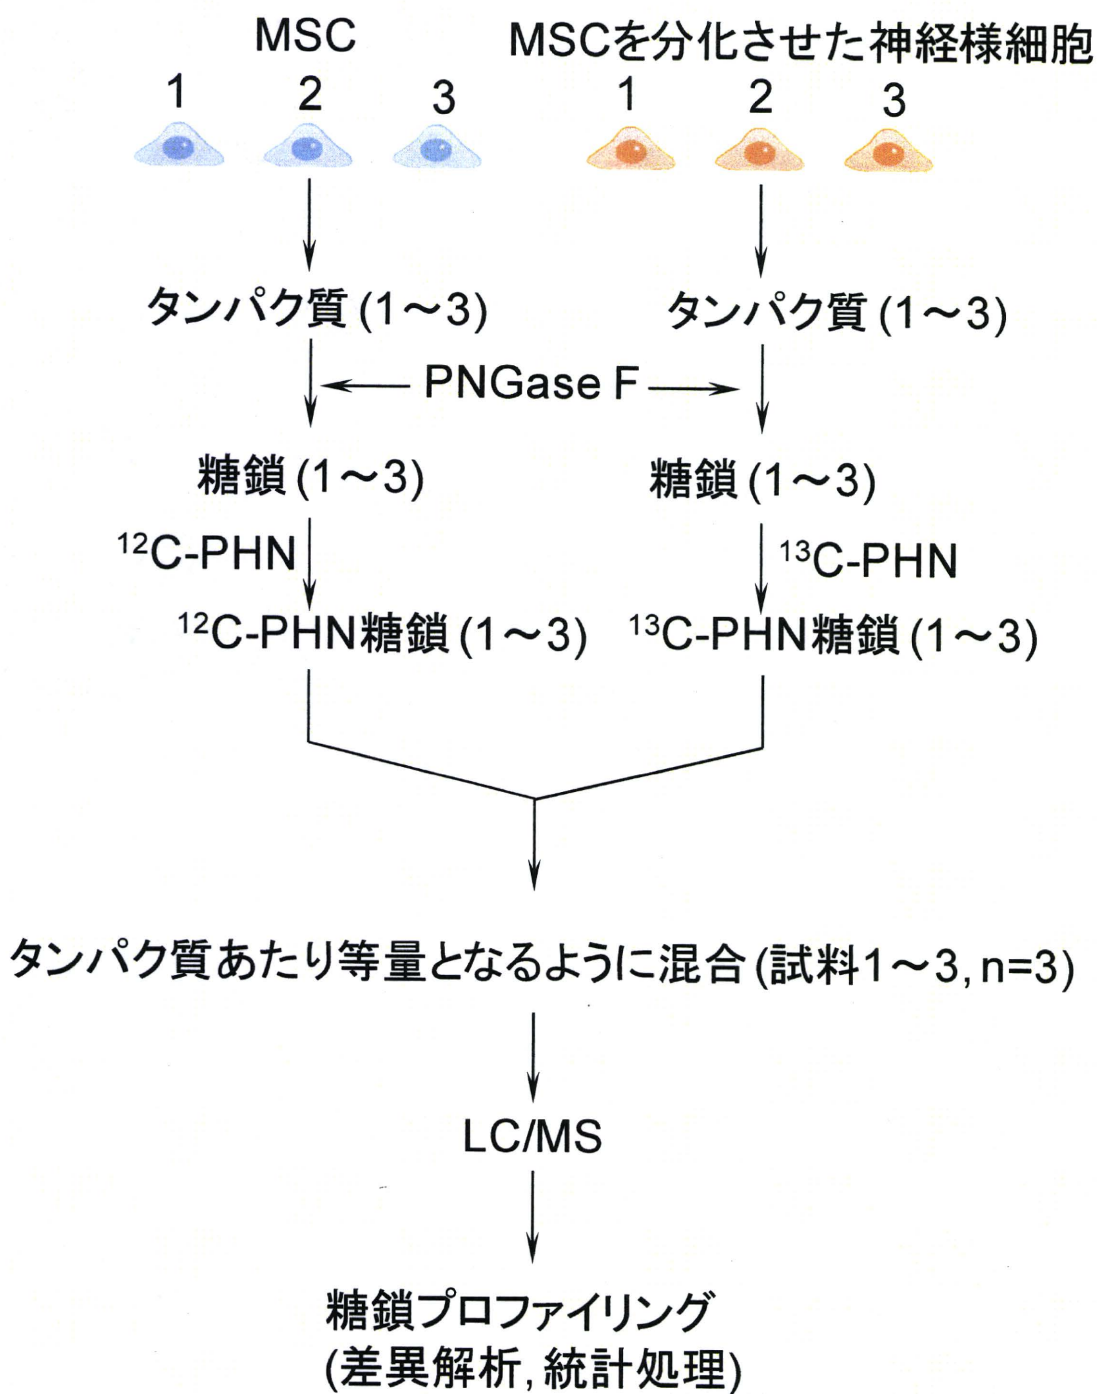 MSC
MSCを分化させた神経様細胞
1 2 3
1 2 3
タンパク質 (1～3)
タンパク質 (1～3)
PNGase F
糖鎖 (1～3)
糖鎖 (1～3)
¹²C-PHN
¹³C-PHN
¹²C-PHN糖鎖 (1～3)
¹³C-PHN糖鎖 (1～3)
タンパク質あたり等量となるように混合 (試料1～3, n=3)
LC/MS
糖鎖プロファイリング
(差異解析, 統計処理)